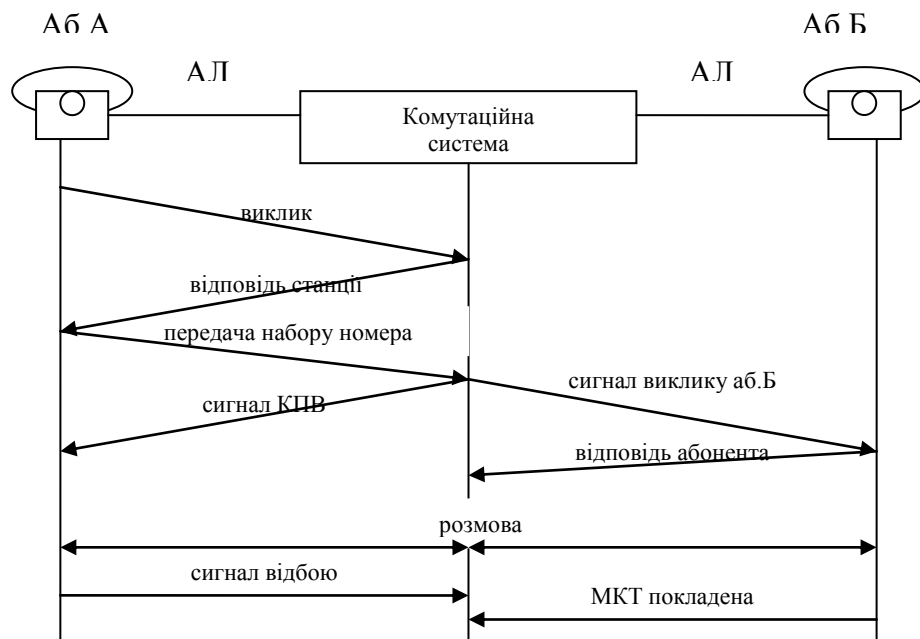 Аб А
Аб Б
АЛ
АЛ
Комутаційна
система
виклик
відповідь станції
передача набору номера
сигнал виклику аб.Б
сигнал КПВ
відповідь абонента
розмова
сигнал відбою
МКТ покладена